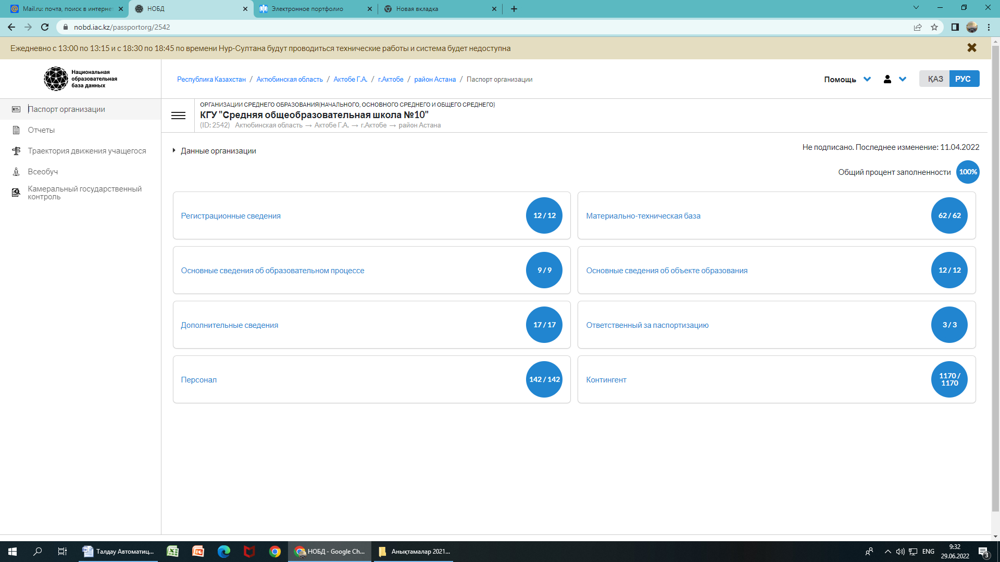 Mail.ru: почта, поиск в интернет
НОБД
Электронное портфолио
Новая вкладка
nobd.iac.kz/passportorg/2542
Ежедневно с 13:00 по 13:15 и с 18:30 по 18:45 по времени Нур-Султана будут проводиться технические работы и система будет недоступна
Национальная
образовательная
база данных
Республика Казахстан / Актюбинская область / Актобе Г.А. / г.Актобе / район Астана / Паспорт организации
Помощь
ҚАЗ РУС
Паспорт организации
Отчеты
Траектория движения учащегося
Всеобуч
Камеральный государственный
контроль
ОРГАНИЗАЦИИ СРЕДНЕГО ОБРАЗОВАНИЯ(НАЧАЛЬНОГО, ОСНОВНОГО СРЕДНЕГО И ОБЩЕГО СРЕДНЕГО)
КГУ "Средняя общеобразовательная школа №10"
(ID: 2542) Актюбинская область → Актобе Г.А. → г.Актобе → район Астана
Данные организации
Не подписано. Последнее изменение: 11.04.2022
Общий процент заполненности 100%
Регистрационные сведения 12 / 12
Материально-техническая база 62 / 62
Основные сведения об образовательном процессе 9 / 9
Основные сведения об объекте образования 12 / 12
Дополнительные сведения 17 / 17
Ответственный за паспортизацию 3 / 3
Персонал 142 / 142
Контингент 1170 /
1170
Талдау Автоматиц...
НОБД - Google Ch...
Анықтамалар 2021...
ENG
9:32
29.06.2022
3